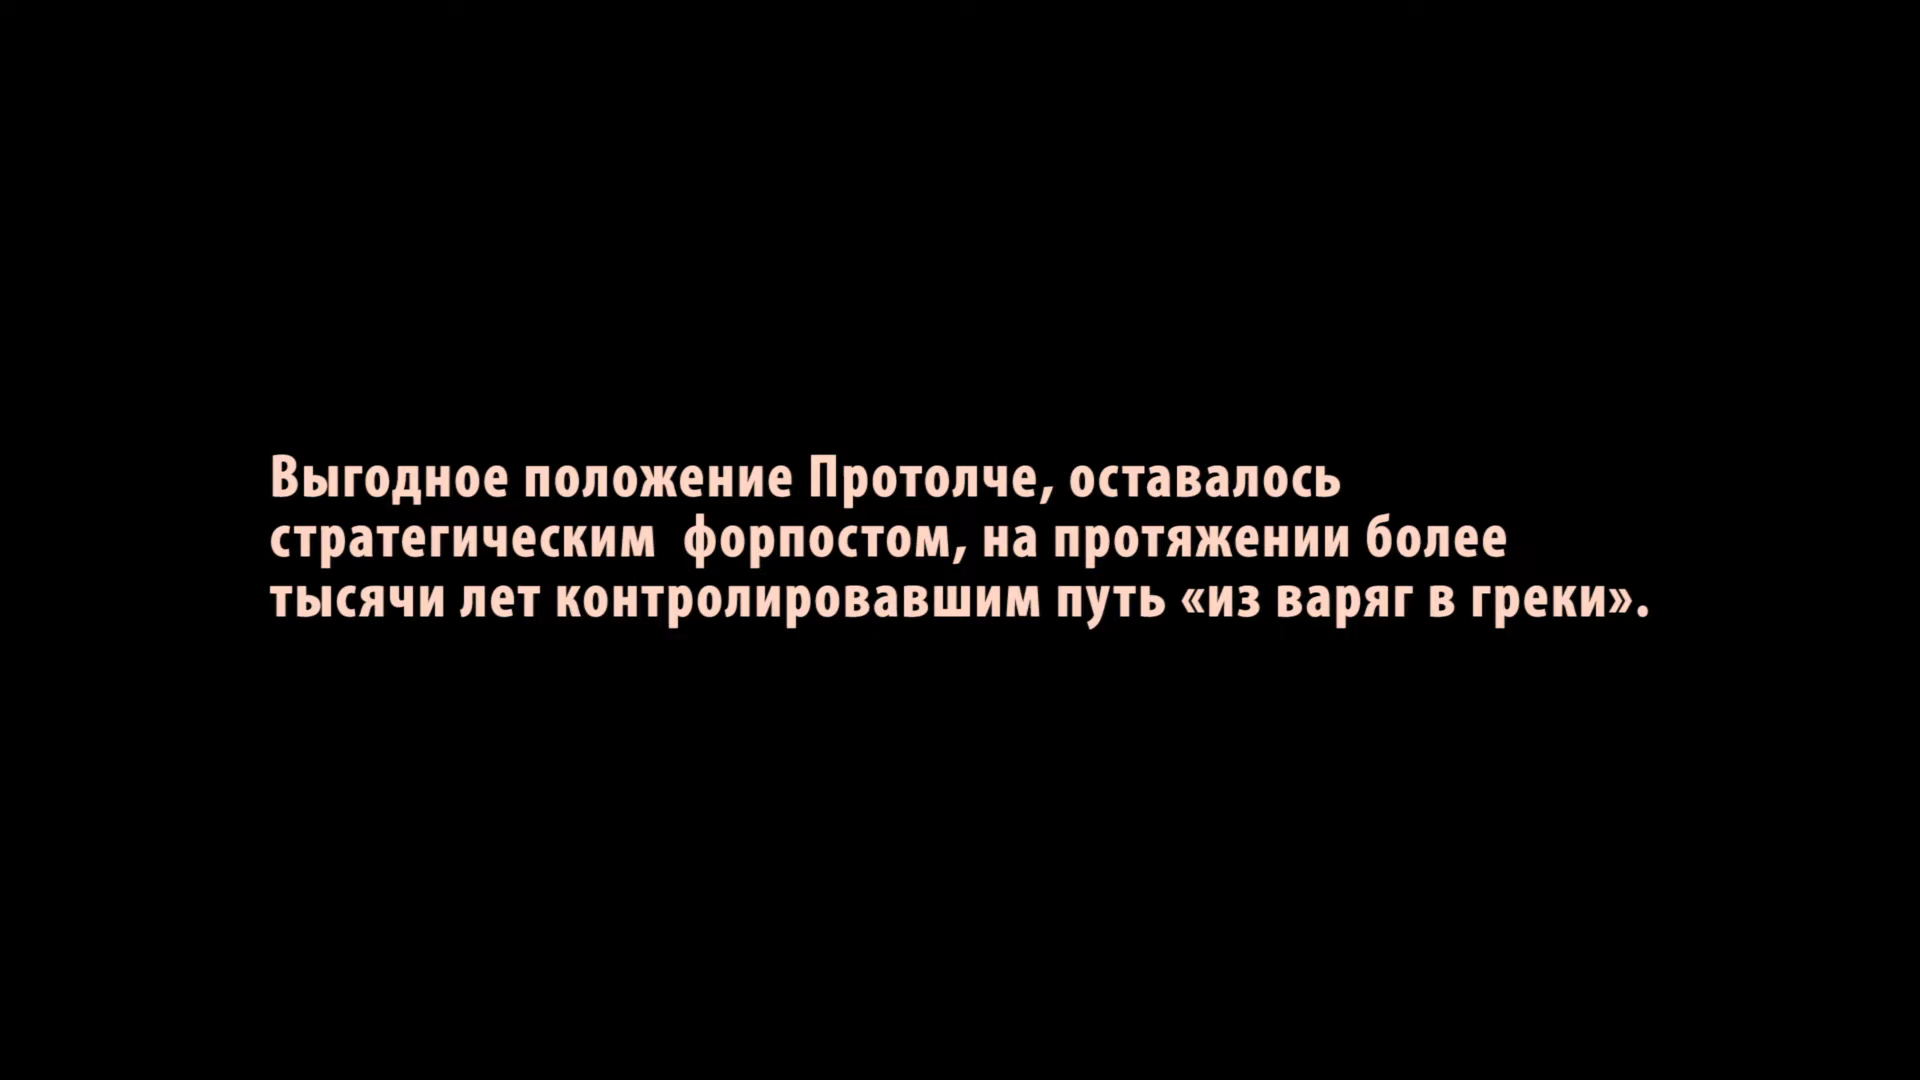 Выгодное положение Протолче, оставалось
стратегическим  форпостом, на протяжении более
тысячи лет контролировавшим путь «из варяг в греки».